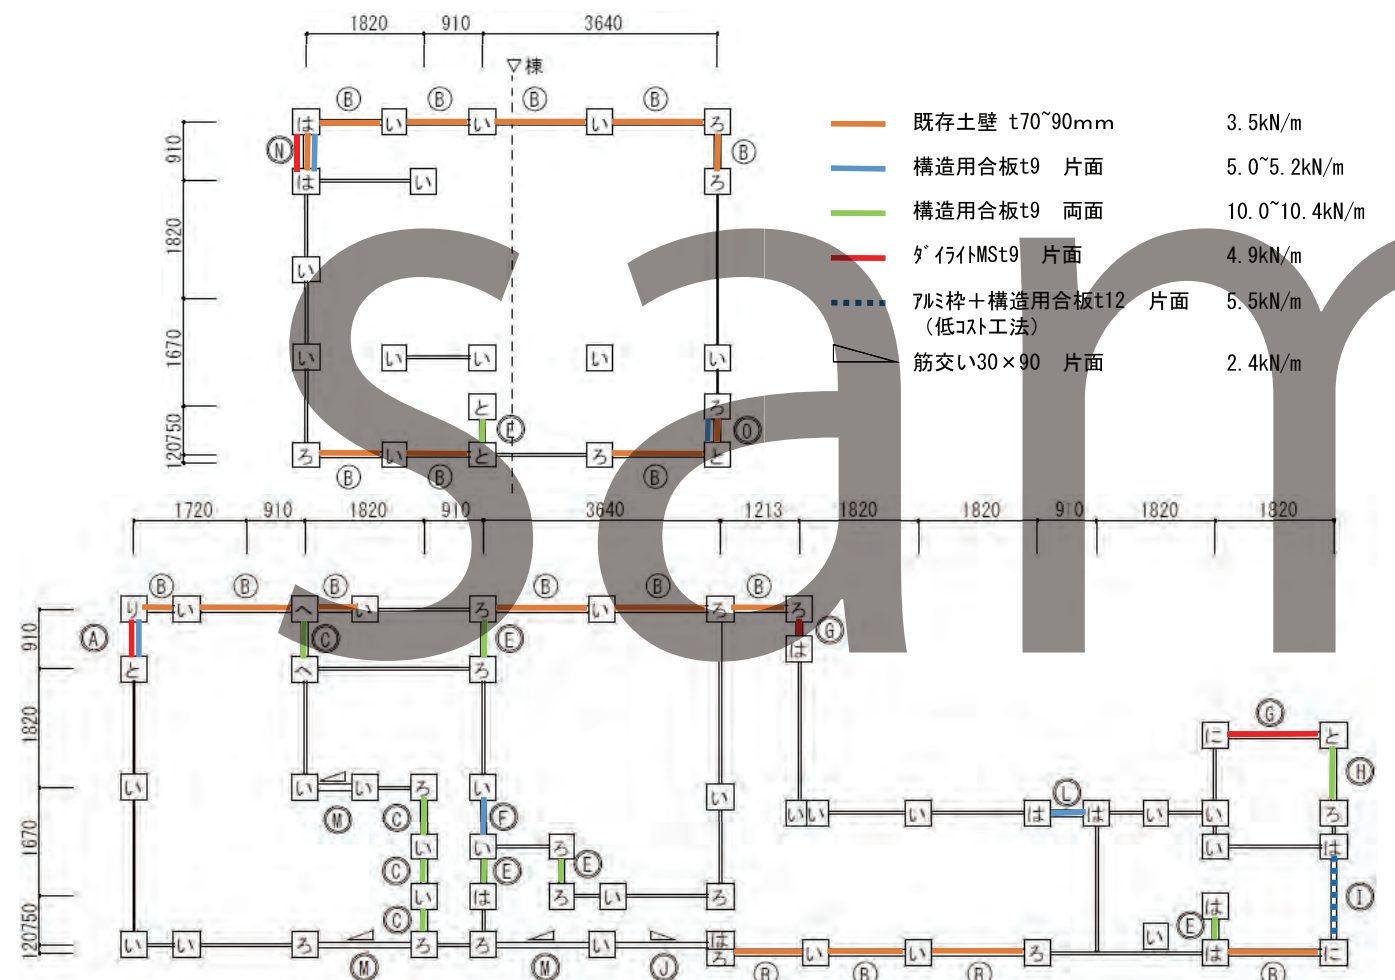 1820 910 3640
▽棟
Ⓑ Ⓑ Ⓑ Ⓑ
は い い い ろ
910 Ⓝ Ⓑ
は い ろ
1820
い
1670
い い い い い
と ろ
Ⓞ
120750
ろ い と ろ と
Ⓑ Ⓑ Ⓑ
既存土壁 t70~90mm 3.5kN/m
構造用合板t9 片面 5.0~5.2kN/m
構造用合板t9 両面 10.0~10.4kN/m
ダイライトMSt9 片面 4.9kN/m
アルミ枠+構造用合板t12 片面 5.5kN/m
(低コスト工法)
筋交い30×90 片面 2.4kN/m
1720 910 1820 910 3640 1213 1820 1820 910 1820 1820
Ⓑ Ⓑ Ⓑ Ⓑ Ⓑ Ⓑ
り い へ い ろ い ろ ろ
910 Ⓐ Ⓒ Ⓔ Ⓖ
は
と へ ろ
1820
Ⓖ
に と
Ⓗ
い い い ろ い い
Ⓜ Ⓒ Ⓕ Ⓛ
い い い は は い い ろ
1670
い い ろ い は
Ⓒ Ⓔ Ⓔ
い は ろ い ろ は Ⓘ
120750
Ⓒ Ⓔ い
い い ろ ろ ろ い は
ろ い い ろ は に
Ⓜ Ⓜ Ⓙ Ⓑ Ⓑ Ⓑ Ⓑ
sam